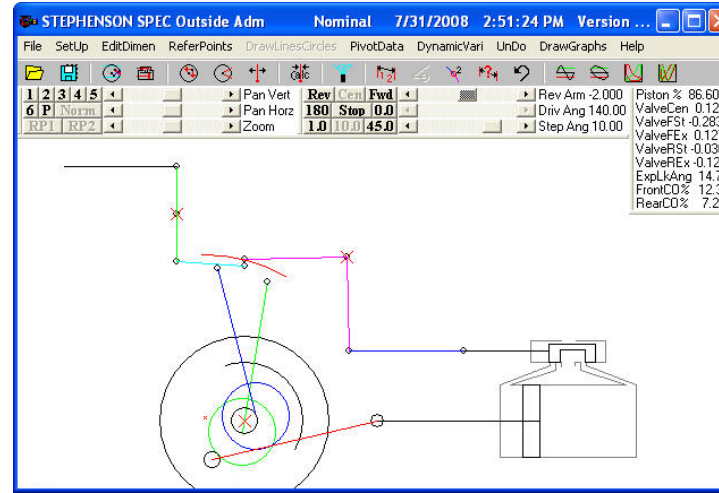 STEPHENSON SPEC Outside Adm Nominal 7/31/2008 2:51:24 PM Version ...
File SetUp EditDimen ReferPoints DrawLinesCircles PivotData DynamicVari UnDo DrawGraphs Help
1 2 3 4 5 Pan Vert Rev Cen Fwd Rev Arm -2.000
6 P Norm Pan Horz 180 Stop 0.0 Driv Ang 140.00
RP1 RP2 Zoom 1.0 10.0 45.0 Step Ang 10.00
Piston % 86.60
ValveCen 0.12
ValveFSt -0.283
ValveFEx 0.12
ValveRSt -0.030
ValveREx -0.12
ExpLkAng 14.7
FrontCO% 12.3
RearCO% 7.2